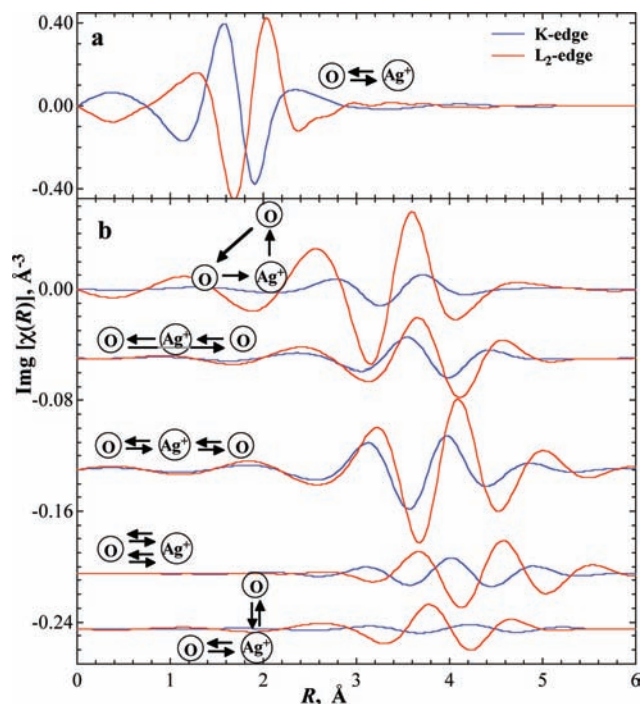 a
K-edge
L₂-edge
O Ag⁺
0.40
0.00
-0.40
b
O
O Ag⁺
O Ag⁺ O
O Ag⁺ O
O Ag⁺
O
O Ag⁺
0.00
-0.08
-0.16
-0.24
Img [χ(R)], Å⁻³
0 1 2 3 4 5 6
R, Å